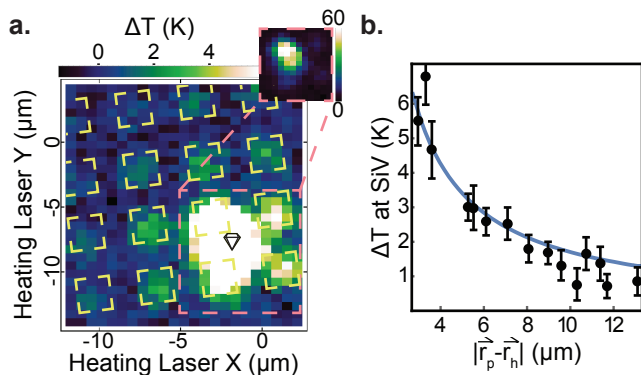 a.
ΔT (K)
0 2 4
60
0
Heating Laser Y (μm)
0
-5
-10
-10 -5 0
Heating Laser X (μm)
b.
ΔT at SiV (K)
6
5
4
3
2
1
4 6 8 10 12
|r⃗p-r⃗h| (μm)